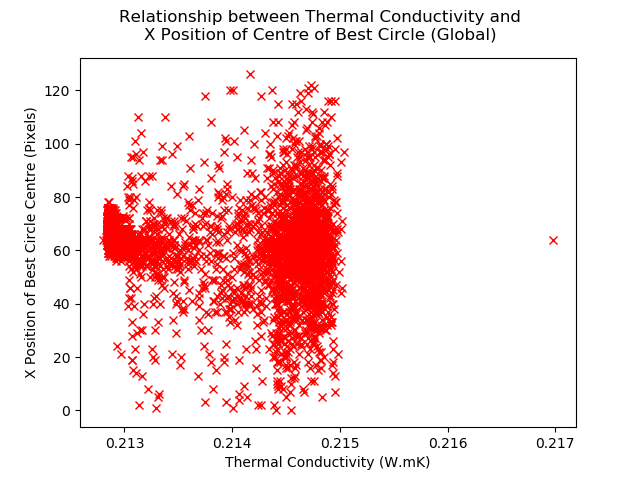 Relationship between Thermal Conductivity and
X Position of Centre of Best Circle (Global)
X Position of Best Circle Centre (Pixels)
120
100
80
60
40
20
0
0.213 0.214 0.215 0.216 0.217
Thermal Conductivity (W.mK)